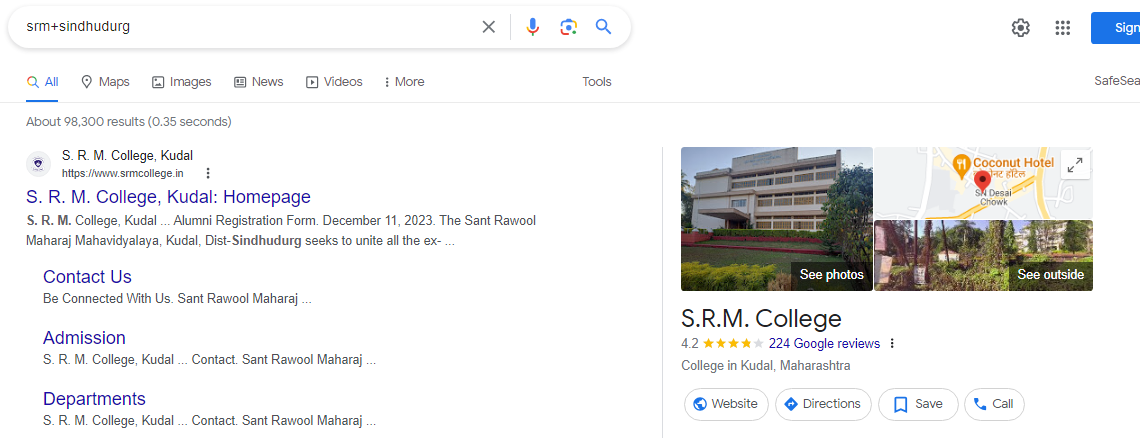 srm+sindhudurg
Sign
All
Maps
Images
News
Videos
More
Tools
SafeSea
About 98,300 results (0.35 seconds)
S. R. M. College, Kudal
https://www.srmcollege.in
S. R. M. College, Kudal: Homepage
S. R. M. College, Kudal ... Alumni Registration Form. December 11, 2023. The Sant Rawool
Maharaj Mahavidyalaya, Kudal, Dist-Sindhudurg seeks to unite all the ex- ...
Contact Us
Be Connected With Us. Sant Rawool Maharaj ...
Admission
S. R. M. College, Kudal ... Contact. Sant Rawool Maharaj ...
Departments
S. R. M. College, Kudal ... Contact. Sant Rawool Maharaj ...
See photos
Coconut Hotel
SN Desai
Chowk
See outside
S.R.M. College
4.2 224 Google reviews
College in Kudal, Maharashtra
Website
Directions
Save
Call